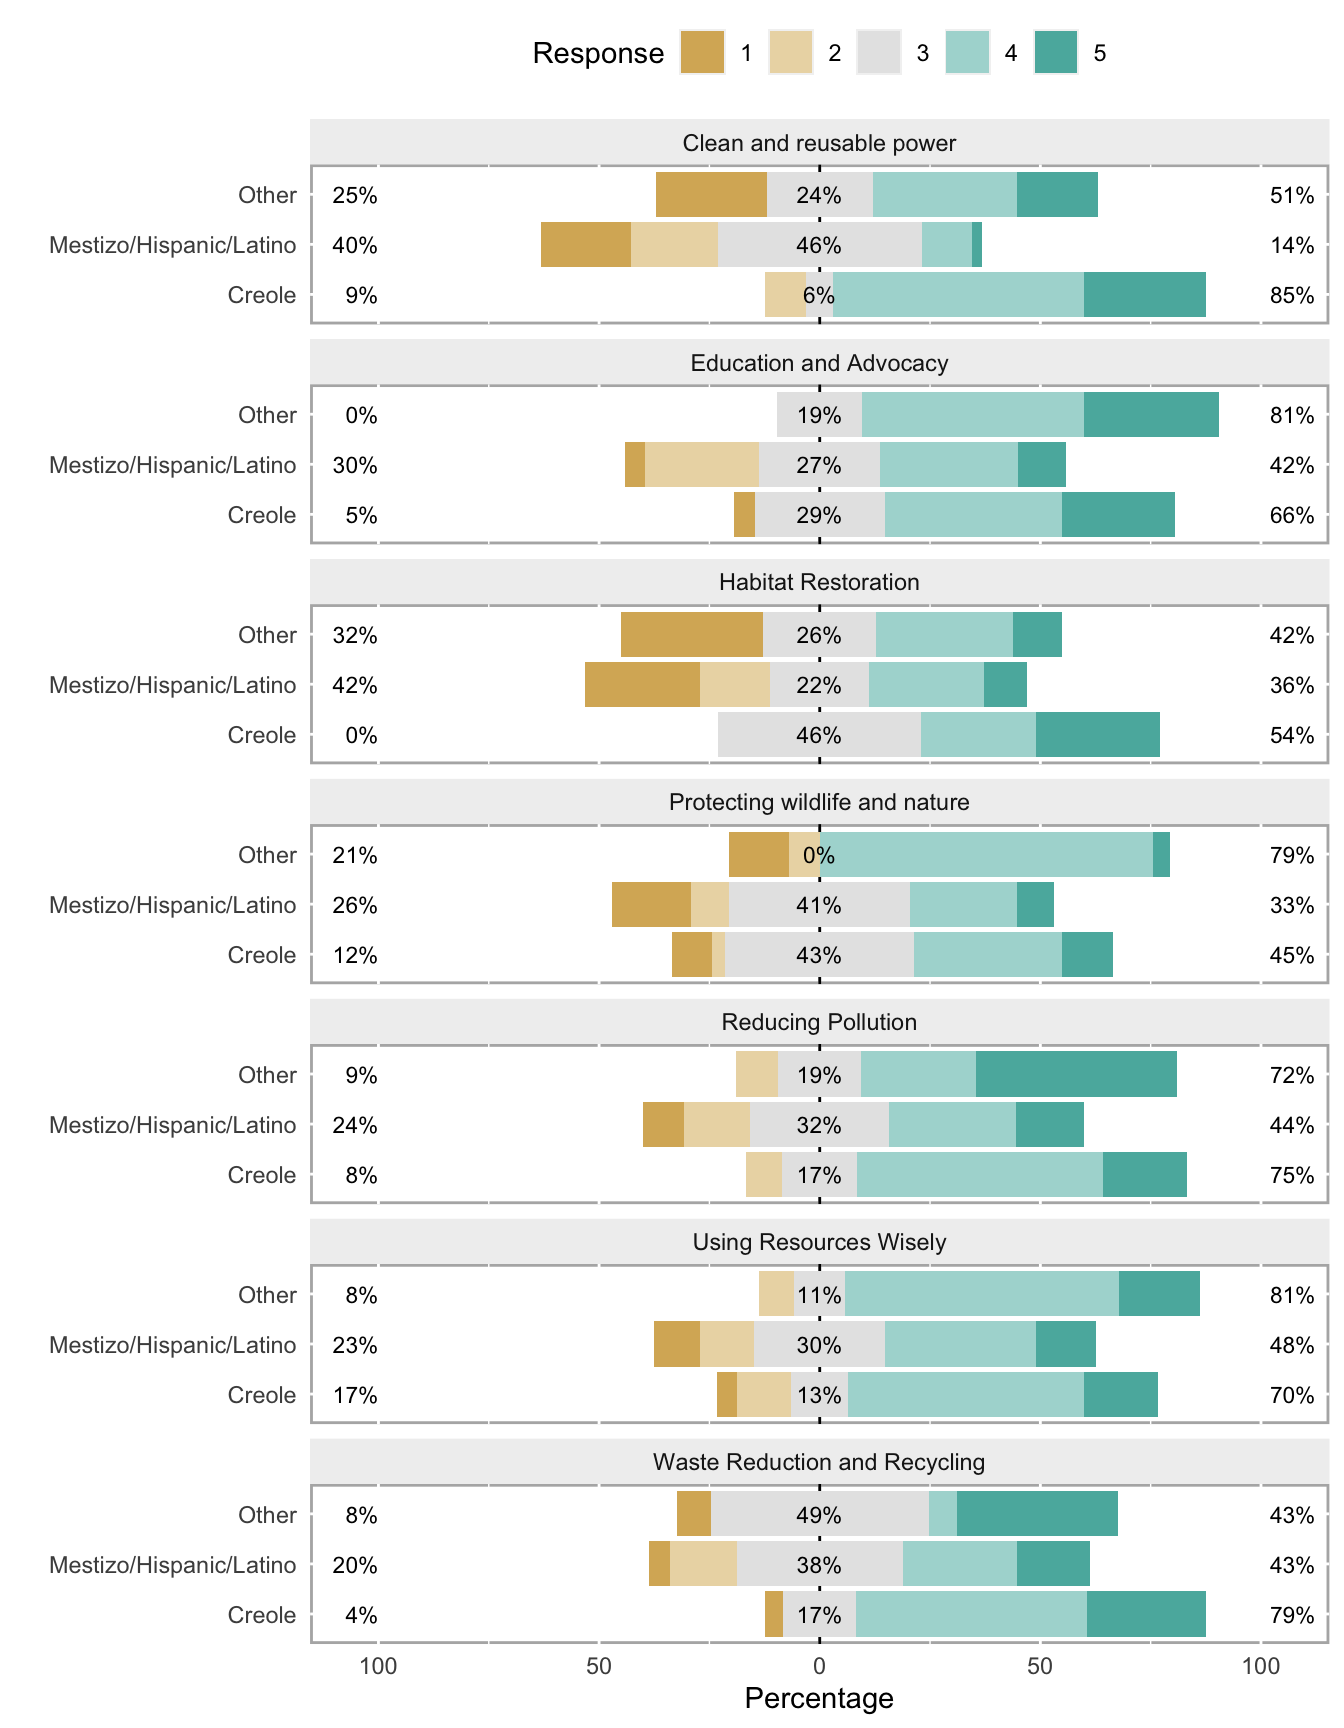 Response 1 2 3 4 5
Clean and reusable power
Other 25% 24% 51%
Mestizo/Hispanic/Latino 40% 46% 14%
Creole 9% 6% 85%
Education and Advocacy
Other 0% 19% 81%
Mestizo/Hispanic/Latino 30% 27% 42%
Creole 5% 29% 66%
Habitat Restoration
Other 32% 26% 42%
Mestizo/Hispanic/Latino 42% 22% 36%
Creole 0% 46% 54%
Protecting wildlife and nature
Other 21% 0% 79%
Mestizo/Hispanic/Latino 26% 41% 33%
Creole 12% 43% 45%
Reducing Pollution
Other 9% 19% 72%
Mestizo/Hispanic/Latino 24% 32% 44%
Creole 8% 17% 75%
Using Resources Wisely
Other 8% 11% 81%
Mestizo/Hispanic/Latino 23% 30% 48%
Creole 17% 13% 70%
Waste Reduction and Recycling
Other 8% 49% 43%
Mestizo/Hispanic/Latino 20% 38% 43%
Creole 4% 17% 79%
100 50 0 50 100
Percentage